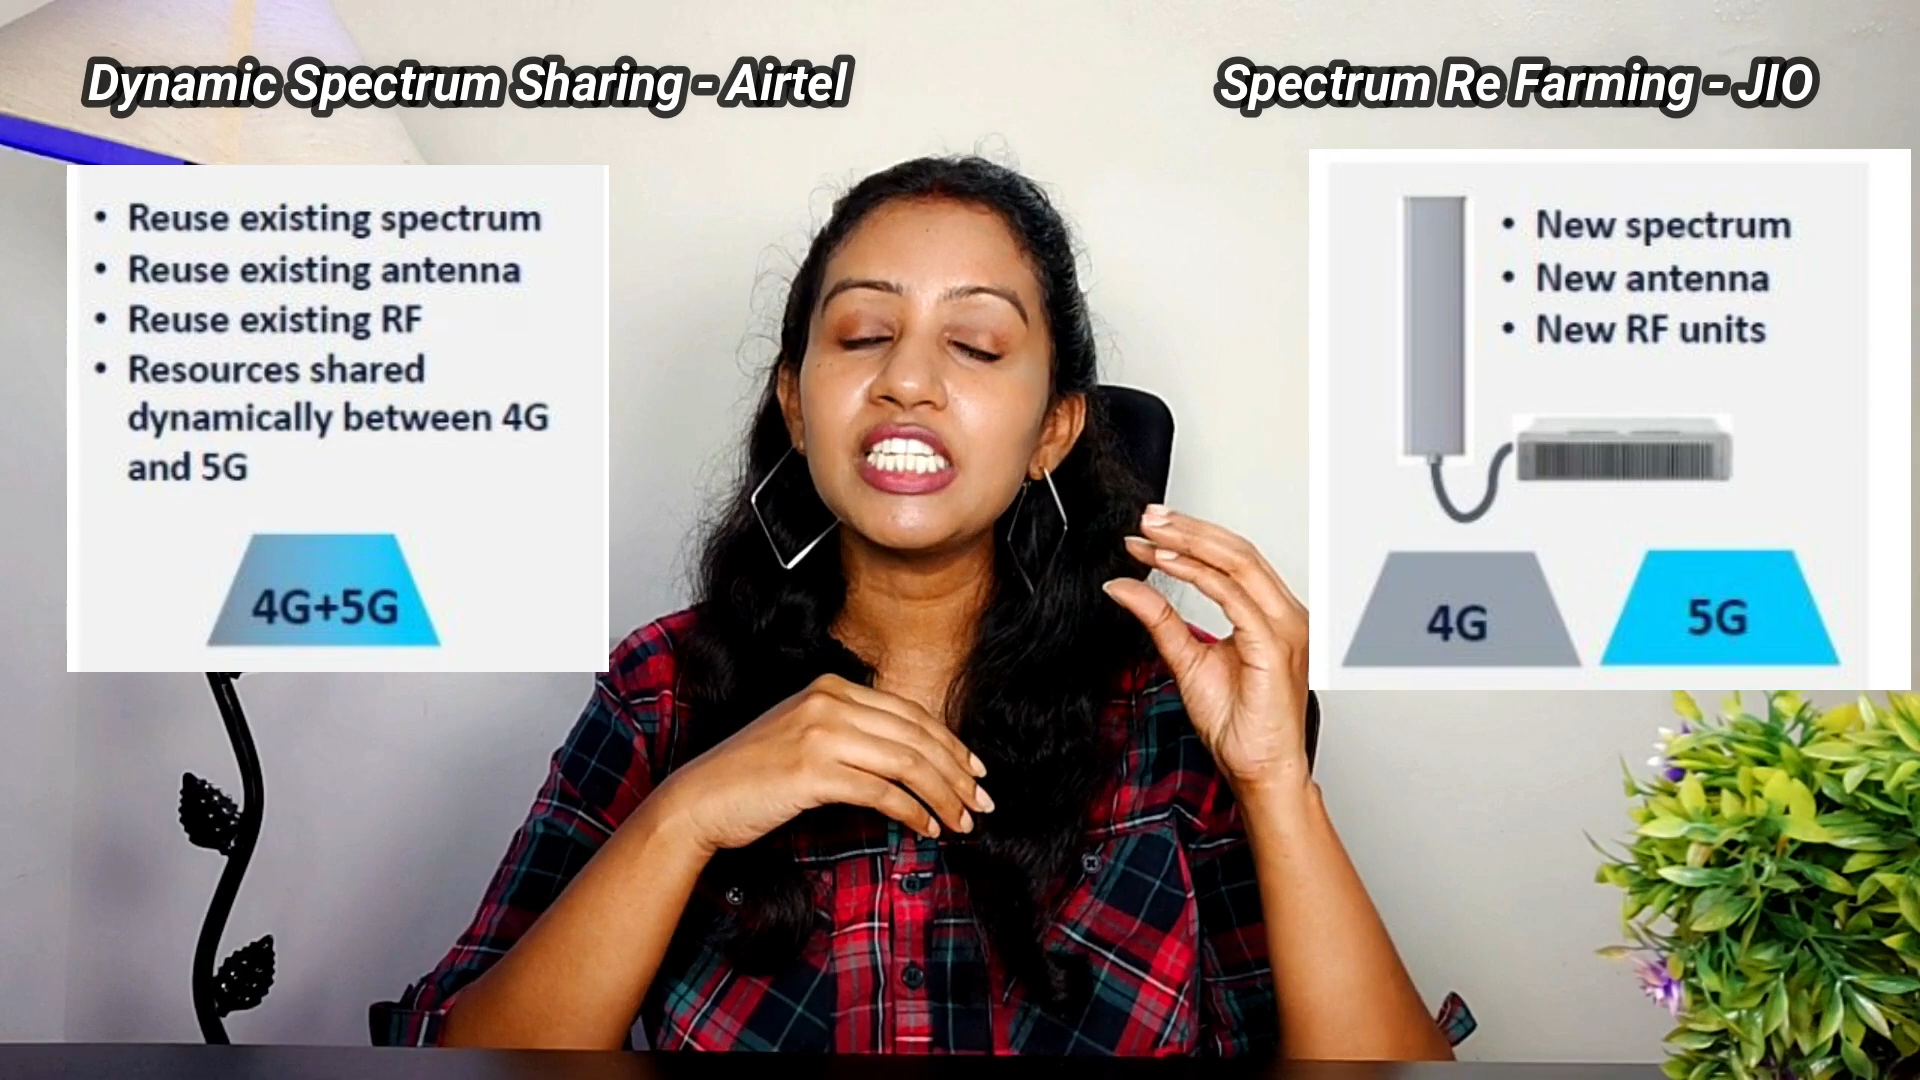 Dynamic Spectrum Sharing - Airtel
• Reuse existing spectrum
• Reuse existing antenna
• Reuse existing RF
• Resources shared
dynamically between 4G
and 5G
4G+5G
Spectrum Re Farming - JIO
• New spectrum
• New antenna
• New RF units
4G
5G